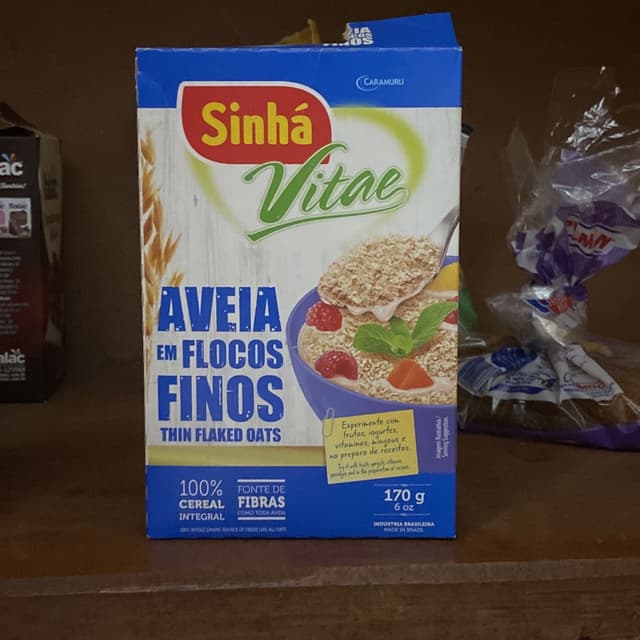 CARAMURU
Sinhá
Vitae
AVEIA
EM FLOCOS
FINOS
THIN FLAKED OATS
Experimente com
frutas, iogurtes,
vitaminas, mingaus e
no preparo de receitas.
100%
CEREAL
INTEGRAL
FONTE DE
FIBRAS
COMO TODA AVEIA
170 g
6 oz
INDÚSTRIA BRASILEIRA
MADE IN BRAZIL